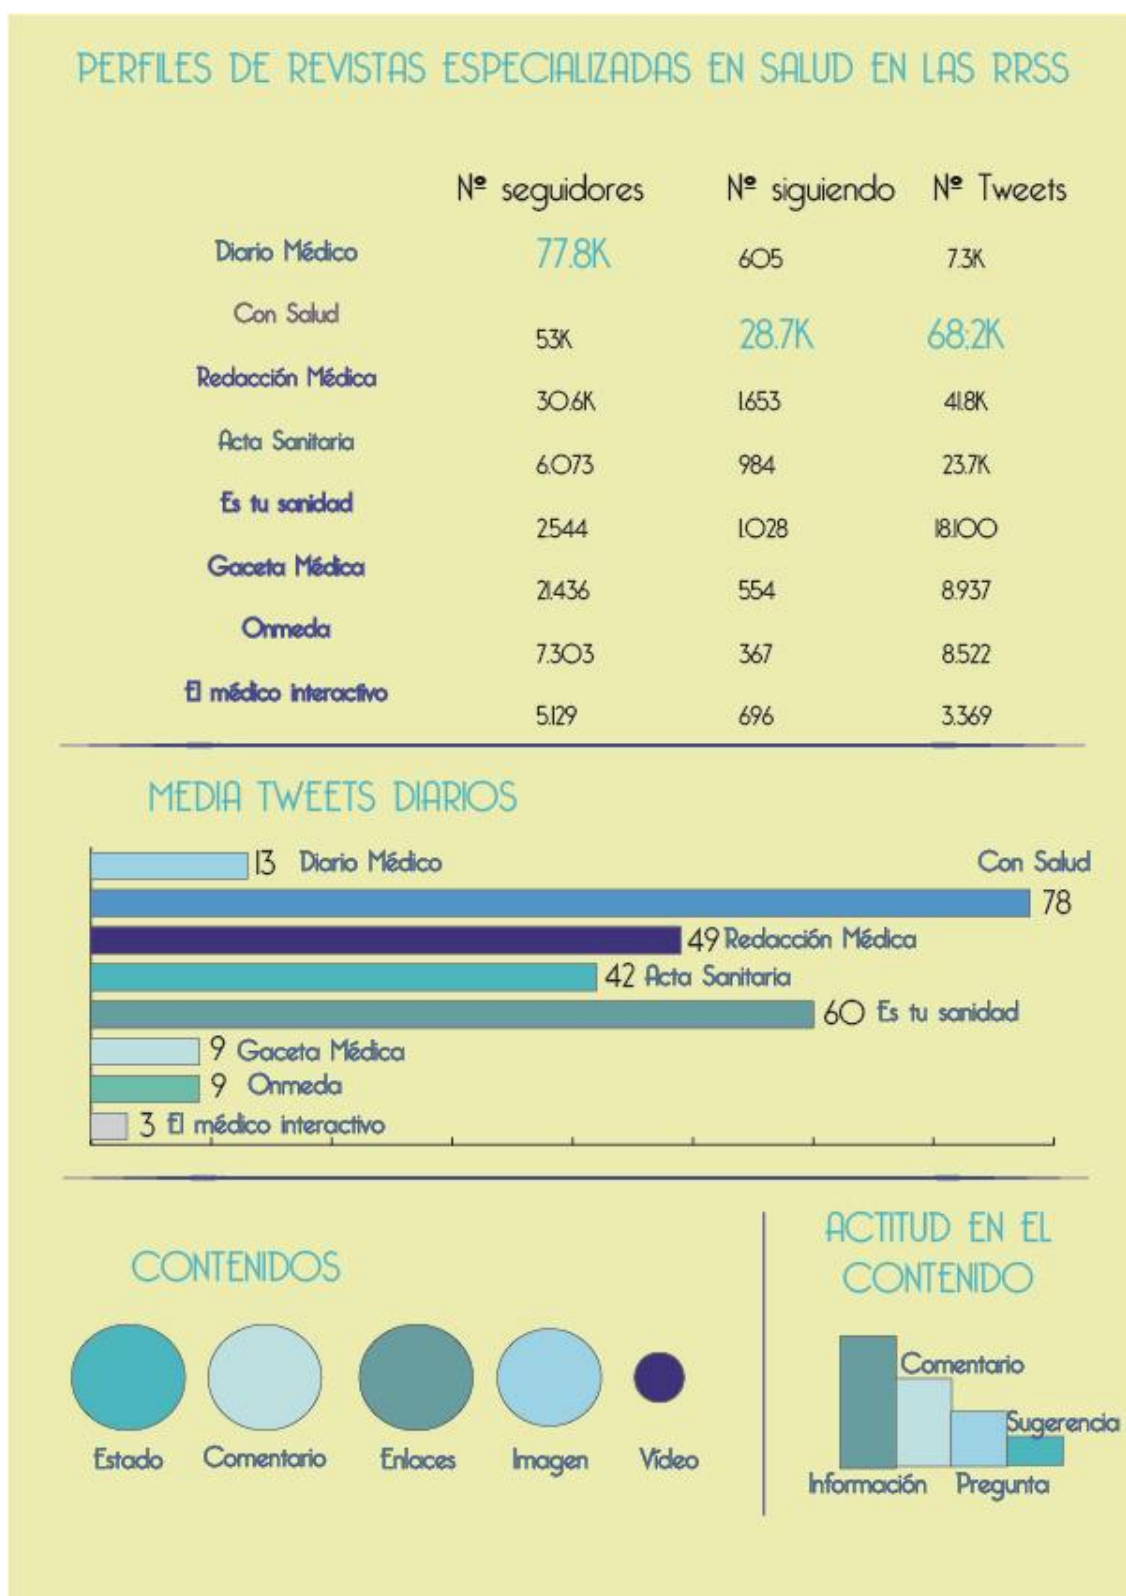 PERFILES DE REVISTAS ESPECIALIZADAS EN SALUD EN LAS RRSS
Nº seguidores Nº siguiendo Nº Tweets
Diario Médico 77.8K 605 7.3K
Con Salud 53K 28.7K 68;2K
Redacción Médica 30.6K 1.653 41.8K
Acta Sanitaria 6.073 984 23.7K
Es tu sanidad 2544 1.028 18.100
Gaceta Médica 21.436 554 8.937
Onmeda 7.303 367 8.522
El médico interactivo 5.129 696 3.369
MEDIA TWEETS DIARIOS
13 Diario Médico
Con Salud
78
49 Redacción Médica
42 Acta Sanitaria
60 Es tu sanidad
9 Gaceta Médica
9 Onmeda
3 El médico interactivo
CONTENIDOS
Estado Comentario Enlaces Imagen Vídeo
ACTITUD EN EL
CONTENIDO
Comentario
Sugerencia
Información Pregunta